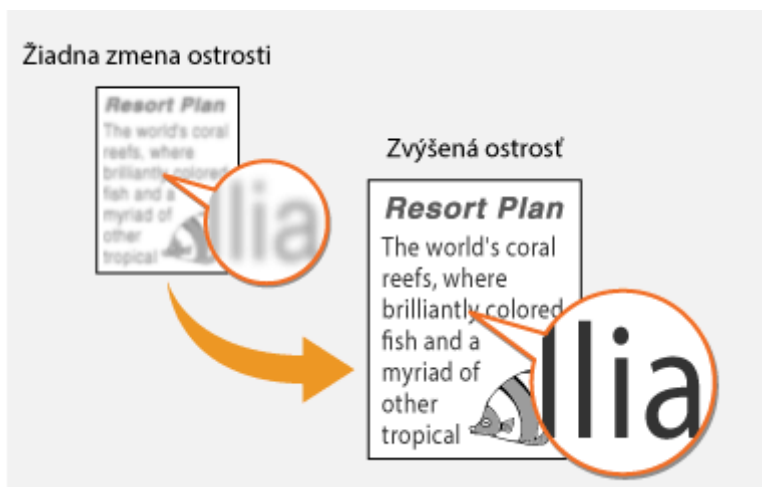 Žiadna zmena ostrosti
Resort Plan
The world's coral
reefs, where
brilliantly colored
fish and a
myriad of
other
tropical
llia
Zvýšená ostrosť
Resort Plan
The world's coral
reefs, where
brilliantly colored
fish and a
myriad of
other
tropical
llia